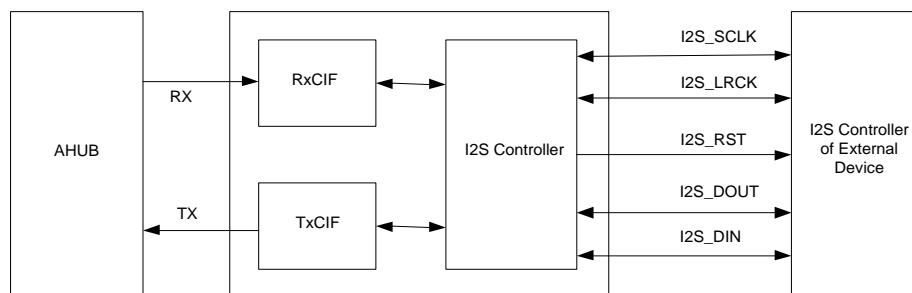 AHUB
RX
TX
RxCIF
TxCIF
I2S Controller
I2S_SCLK
I2S_LRCK
I2S_RST
I2S_DOUT
I2S_DIN
I2S Controller
of External
Device